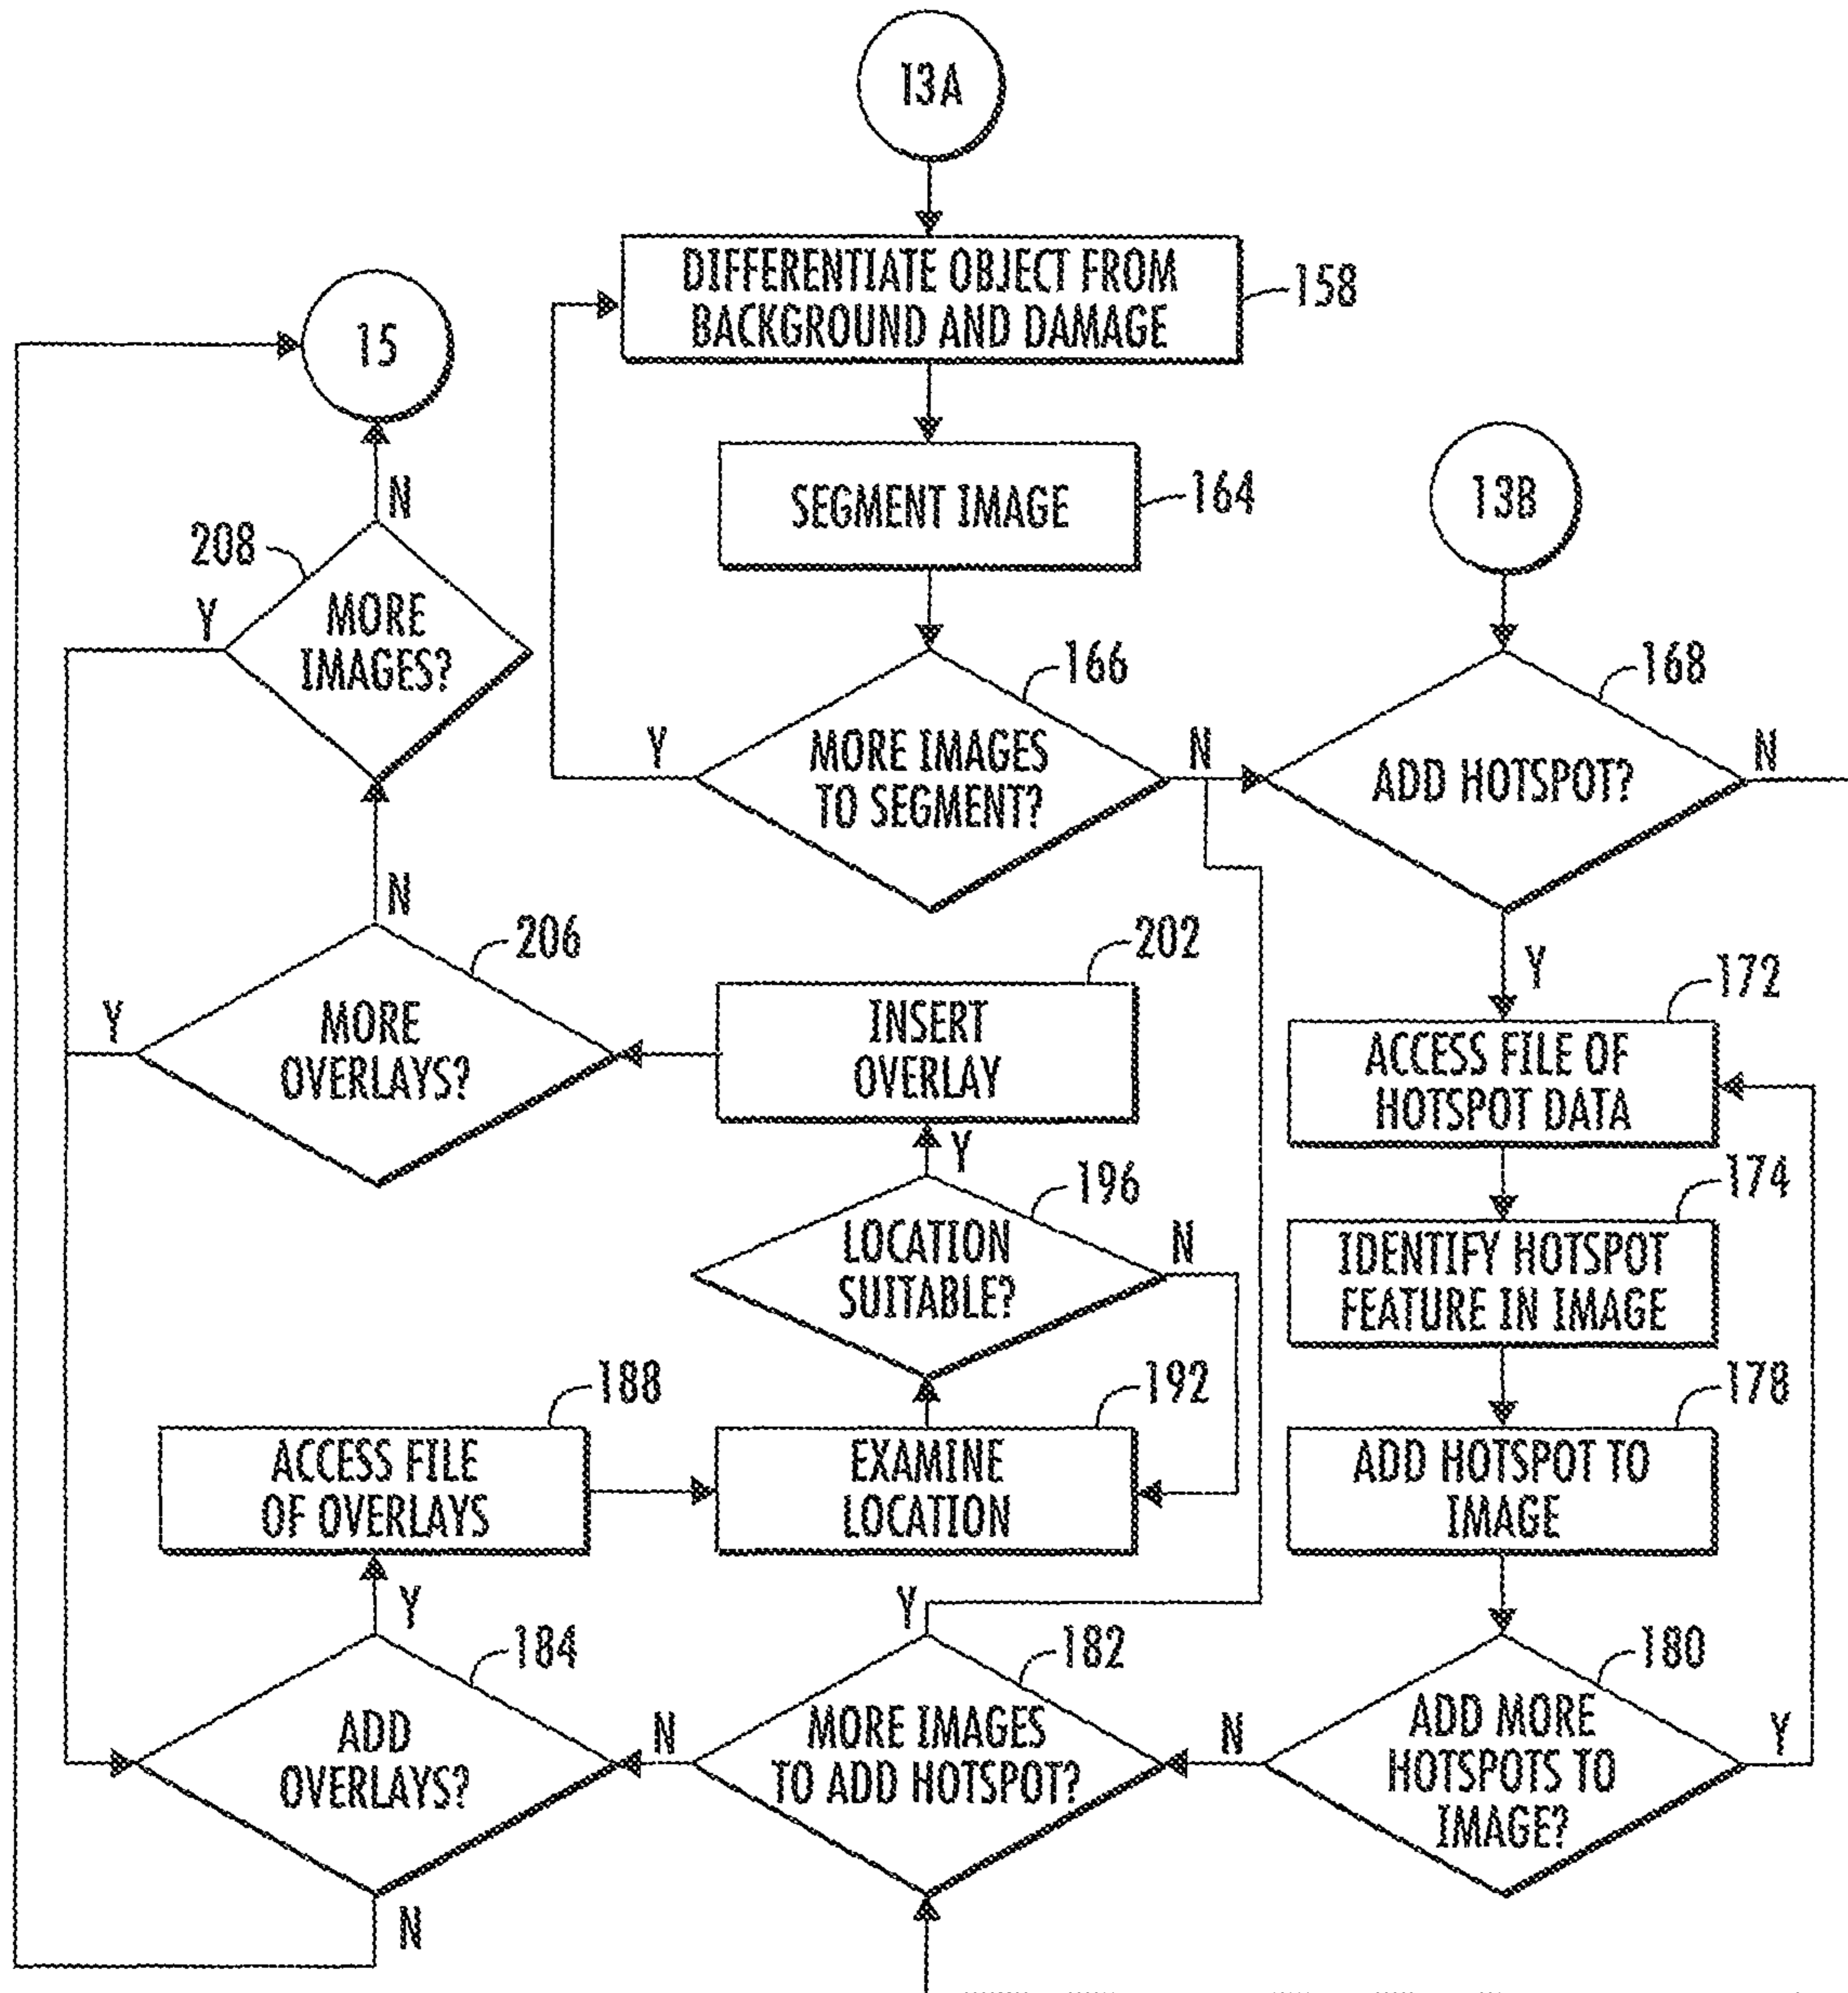 13A
DIFFERENTIATE OBJECT FROM
BACKGROUND AND DAMAGE
158
15
SEGMENT IMAGE
164
13B
N
208
Y
MORE
IMAGES?
166
168
Y
MORE IMAGES
TO SEGMENT?
N
ADD HOTSPOT?
N
N
206
202
Y
Y
MORE
OVERLAYS?
INSERT
OVERLAY
172
ACCESS FILE OF
HOTSPOT DATA
Y
196
LOCATION
SUITABLE?
N
174
IDENTIFY HOTSPOT
FEATURE IN IMAGE
188
192
178
ACCESS FILE
OF OVERLAYS
EXAMINE
LOCATION
ADD HOTSPOT TO
IMAGE
Y
Y
184
182
180
ADD
OVERLAYS?
N
MORE IMAGES
TO ADD HOTSPOT?
N
ADD MORE
HOTSPOTS TO
IMAGE?
Y
N